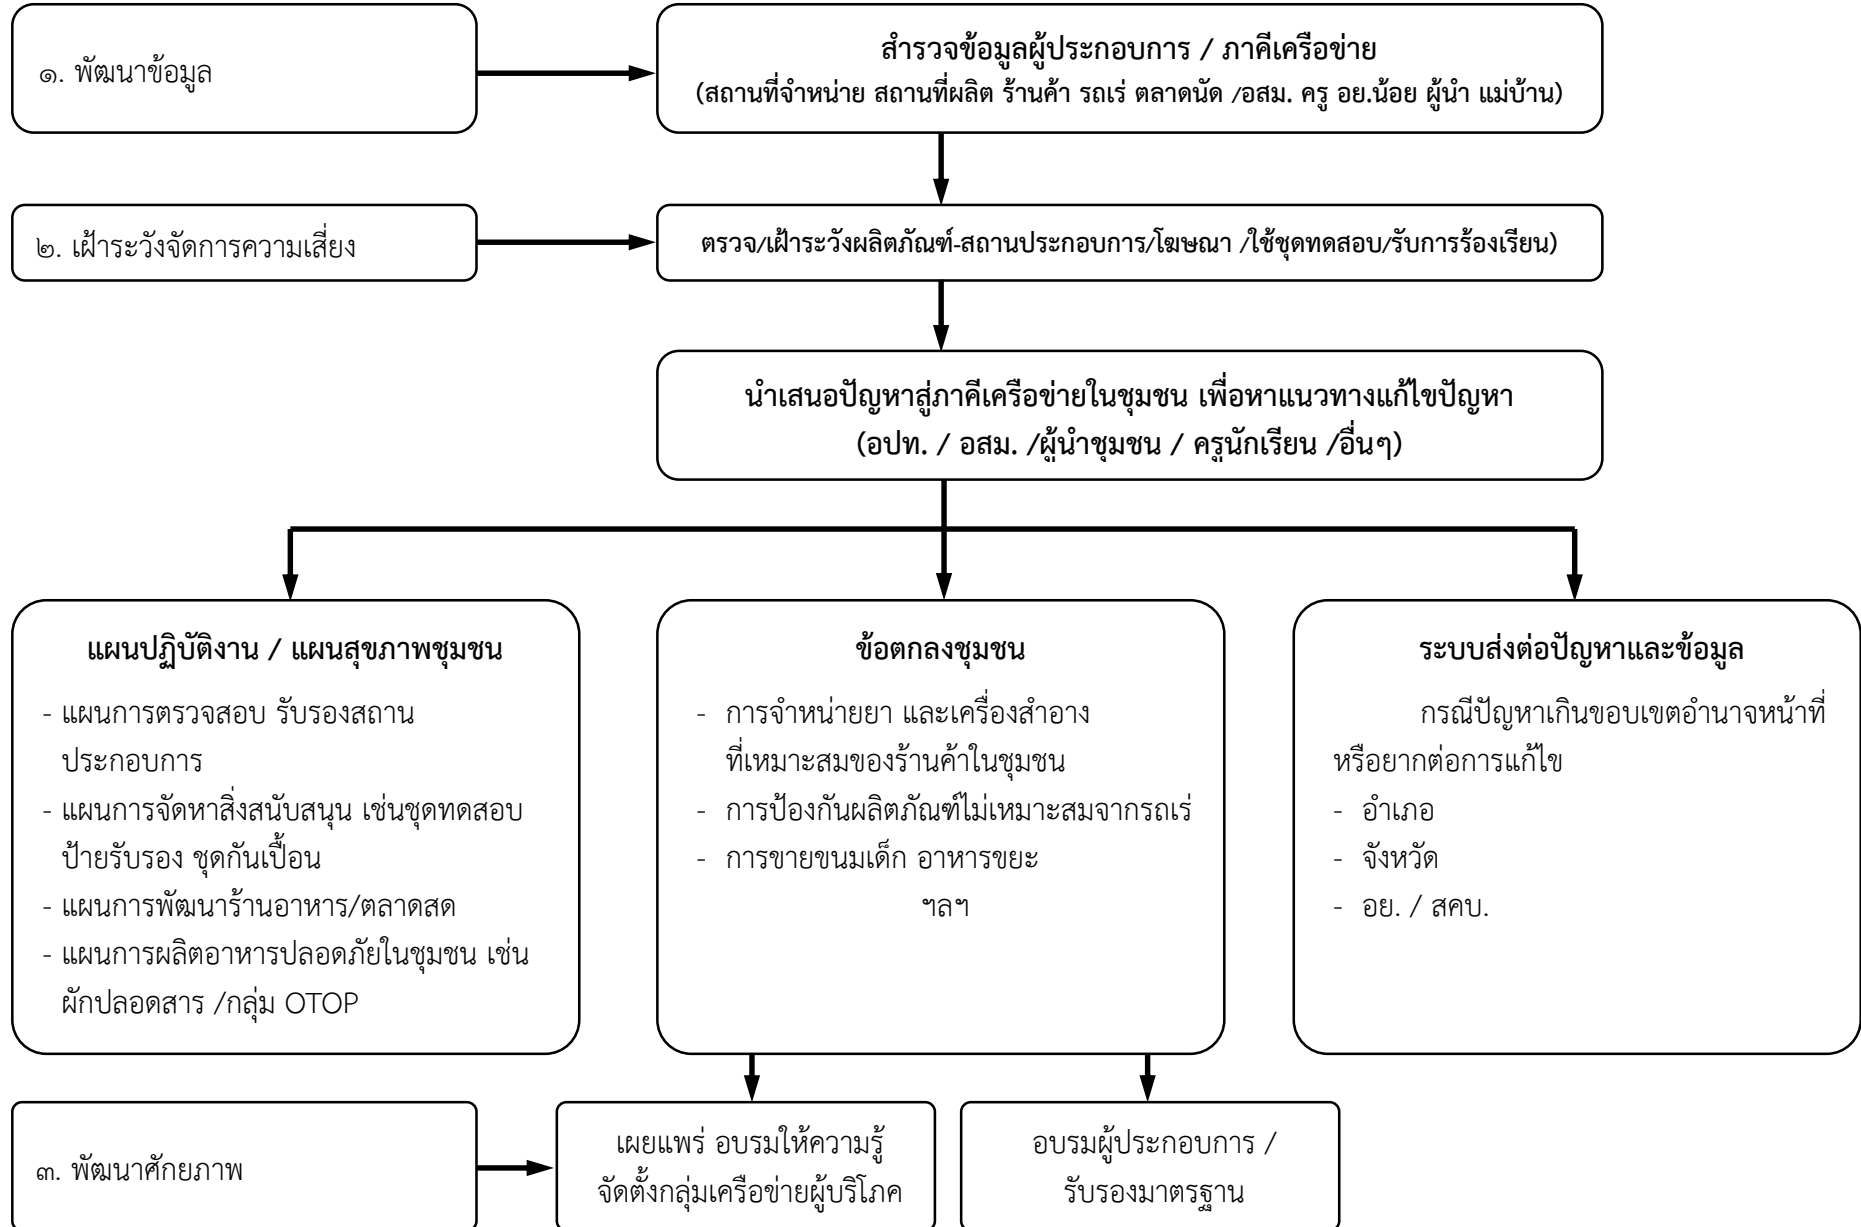 ๑. พัฒนาข้อมูล
สำรวจข้อมูลผู้ประกอบการ / ภาคีเครือข่าย
(สถานที่จำหน่าย สถานที่ผลิต ร้านค้า รถเร่ ตลาดนัด /อสม. ครู อย.น้อย ผู้นำ แม่บ้าน)
๒. เฝ้าระวังจัดการความเสี่ยง
ตรวจ/เฝ้าระวังผลิตภัณฑ์-สถานประกอบการ/โฆษณา /ใช้ชุดทดสอบ/รับการร้องเรียน)
นำเสนอปัญหาสู่ภาคีเครือข่ายในชุมชน เพื่อหาแนวทางแก้ไขปัญหา
(อปท. / อสม. /ผู้นำชุมชน / ครูนักเรียน /อื่นๆ)
แผนปฏิบัติงาน / แผนสุขภาพชุมชน
- แผนการตรวจสอบ รับรองสถาน
ประกอบการ
- แผนการจัดหาสิ่งสนับสนุน เช่นชุดทดสอบ
ป้ายรับรอง ชุดกันเปื้อน
- แผนการพัฒนาร้านอาหาร/ตลาดสด
- แผนการผลิตอาหารปลอดภัยในชุมชน เช่น
ผักปลอดสาร /กลุ่ม OTOP
ข้อตกลงชุมชน
- การจำหน่ายยา และเครื่องสำอาง
ที่เหมาะสมของร้านค้าในชุมชน
- การป้องกันผลิตภัณฑ์ไม่เหมาะสมจากรถเร่
- การขายขนมเด็ก อาหารขยะ
ฯลฯ
ระบบส่งต่อปัญหาและข้อมูล
กรณีปัญหาเกินขอบเขตอำนาจหน้าที่
หรือยากต่อการแก้ไข
- อำเภอ
- จังหวัด
- อย. / สคบ.
๓. พัฒนาศักยภาพ
เผยแพร่ อบรมให้ความรู้
จัดตั้งกลุ่มเครือข่ายผู้บริโภค
อบรมผู้ประกอบการ /
รับรองมาตรฐาน